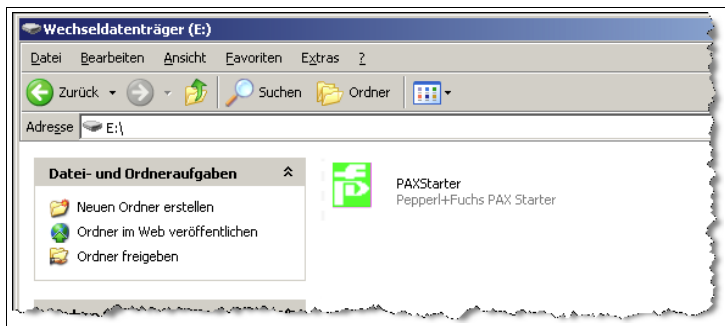 Wechseldatenträger (E:)
Datei Bearbeiten Ansicht Favoriten Extras ?
Zurück Suchen Ordner
Adresse E:\
Datei- und Ordneraufgaben
Neuen Ordner erstellen
Ordner im Web veröffentlichen
Ordner freigeben
PAXStarter
Pepperl+Fuchs PAX Starter